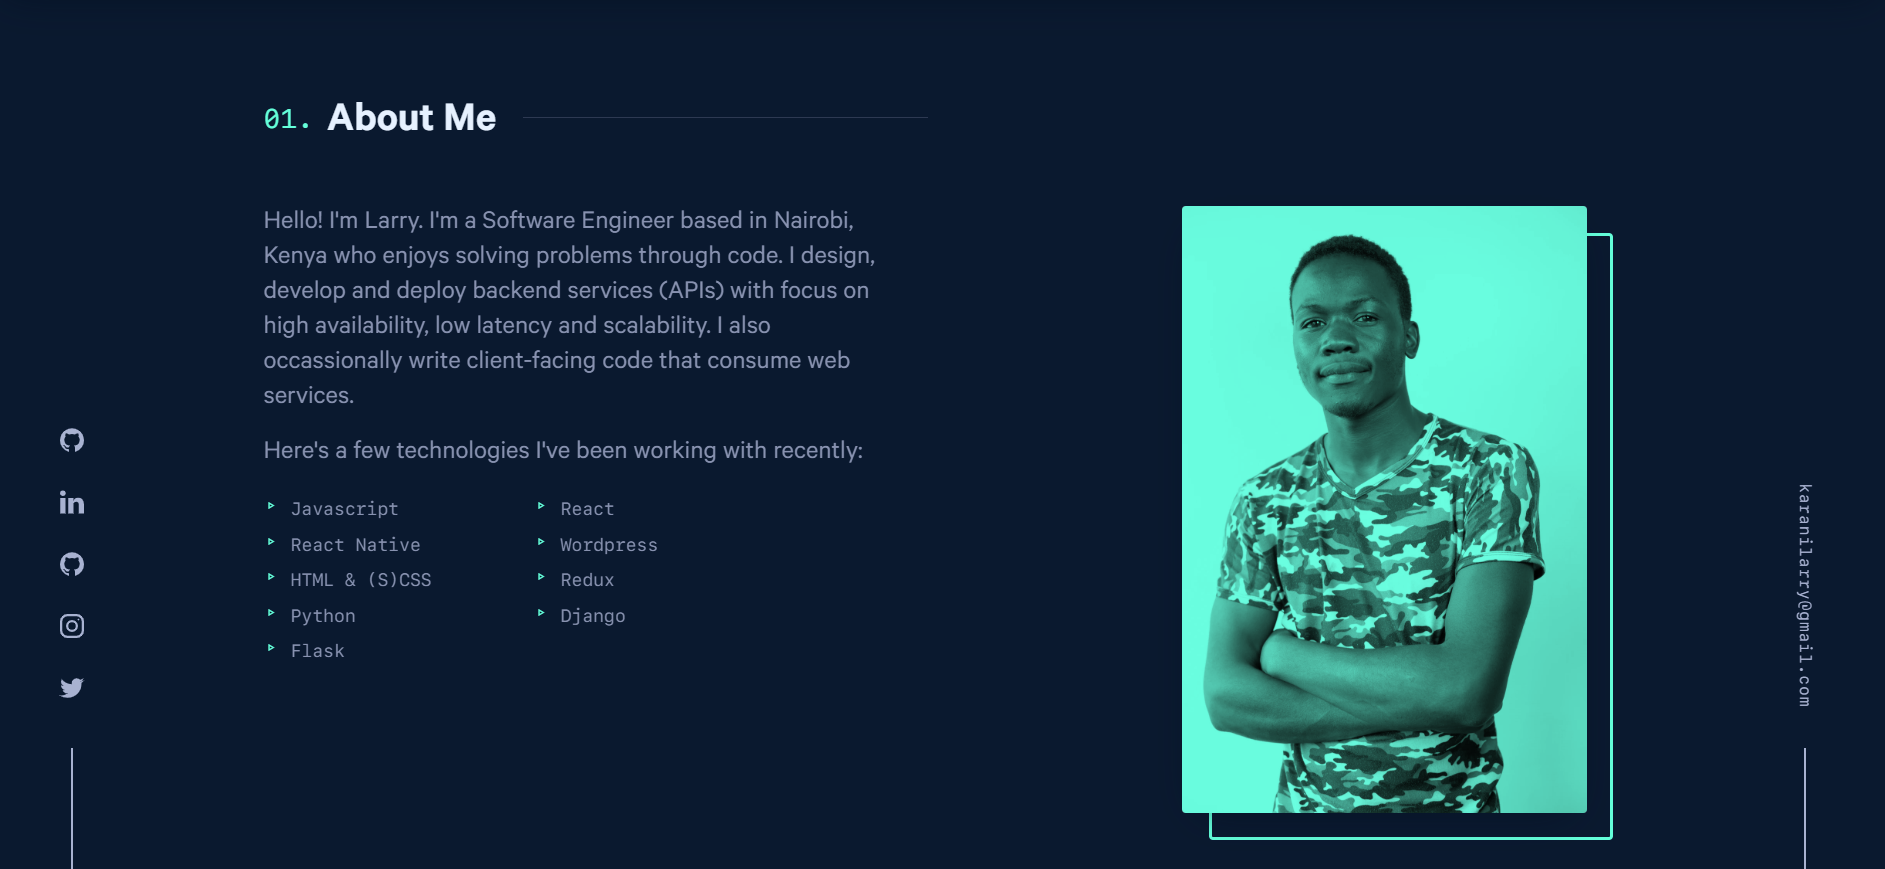 01. About Me
Hello! I'm Larry. I'm a Software Engineer based in Nairobi,
Kenya who enjoys solving problems through code. I design,
develop and deploy backend services (APIs) with focus on
high availability, low latency and scalability. I also
occassionally write client-facing code that consume web
services.
Here's a few technologies I've been working with recently:
Javascript
React
React Native
Wordpress
HTML & (S)CSS
Redux
Python
Django
Flask
karanilarry@gmail.com